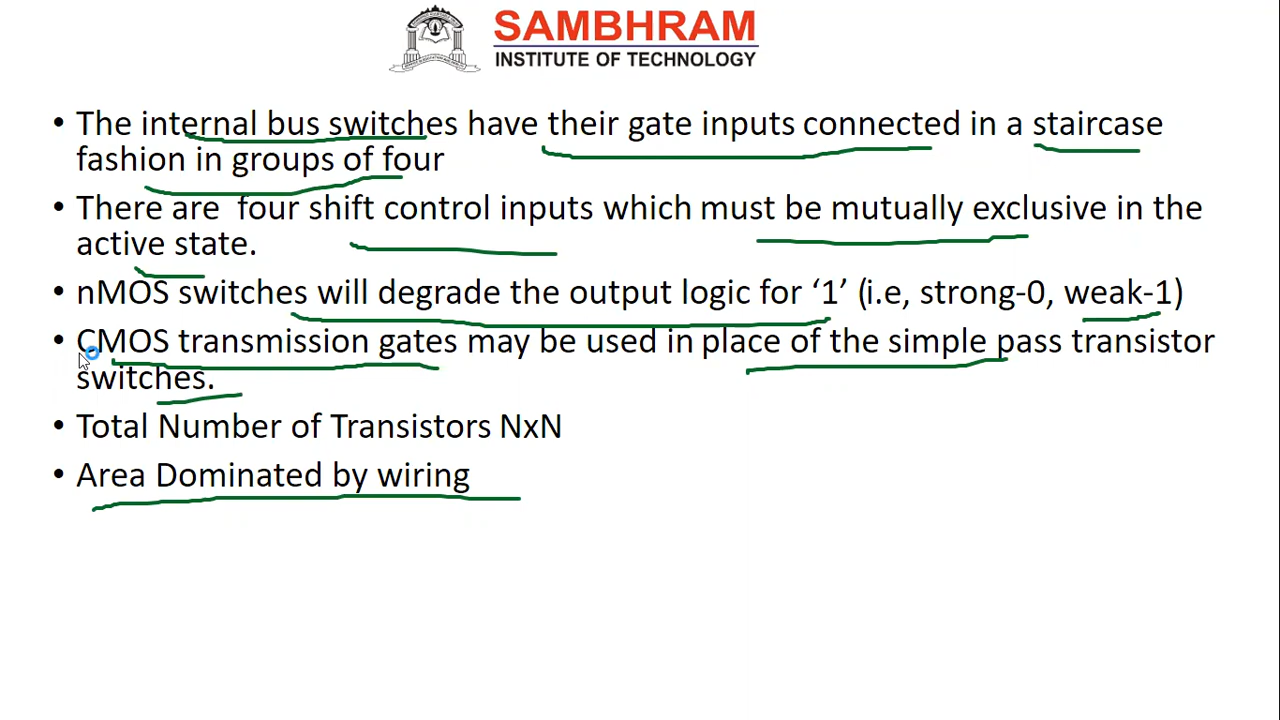 SAMBHRAM
INSTITUTE OF TECHNOLOGY
• The internal bus switches have their gate inputs connected in a staircase
fashion in groups of four
• There are four shift control inputs which must be mutually exclusive in the
active state.
• nMOS switches will degrade the output logic for ‘1’ (i.e, strong-0, weak-1)
• CMOS transmission gates may be used in place of the simple pass transistor
switches.
• Total Number of Transistors NxN
• Area Dominated by wiring